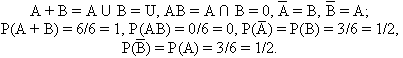 A + B = A ∪ B = U, AB = A ∩ B = 0, A̅ = B, B̅ = A;
P(A + B) = 6/6 = 1, P(AB) = 0/6 = 0, P(A̅) = P(B) = 3/6 = 1/2,
P(B̅) = P(A) = 3/6 = 1/2.